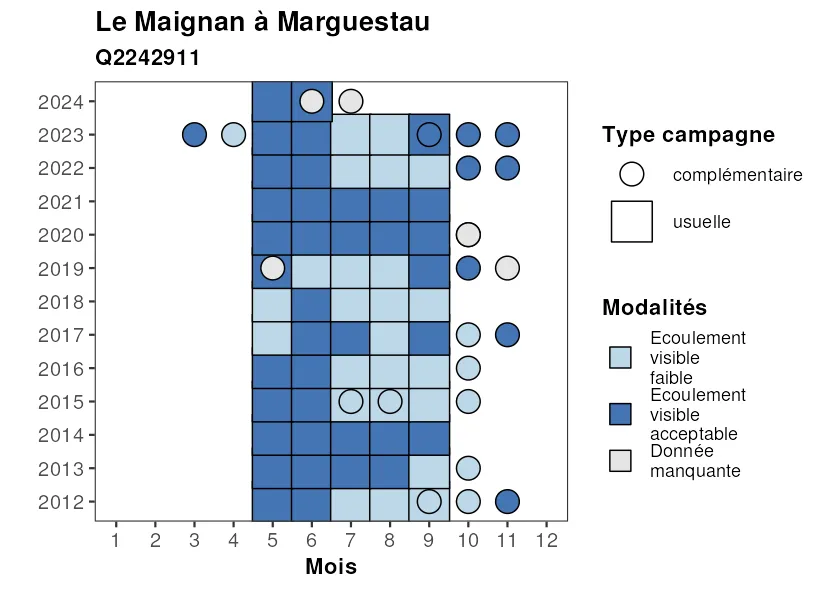 Le Maignan à Marguestau
Q2242911
2024
2023
2022
2021
2020
2019
2018
2017
2016
2015
2014
2013
2012
1 2 3 4 5 6 7 8 9 10 11 12
Mois
Type campagne
complémentaire
usuelle
Modalités
Ecoulement
visible
faible
Ecoulement
visible
acceptable
Donnée
manquante